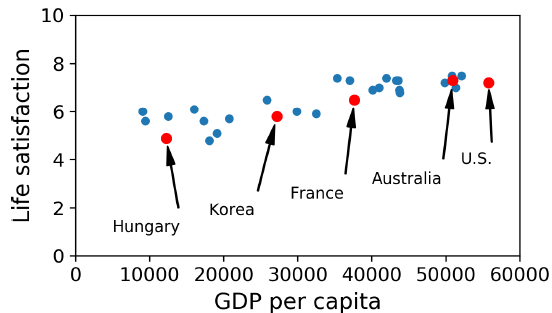 10
8
6
4
2
0
Life satisfaction
Hungary
Korea
France
Australia
U.S.
0 10000 20000 30000 40000 50000 60000
GDP per capita